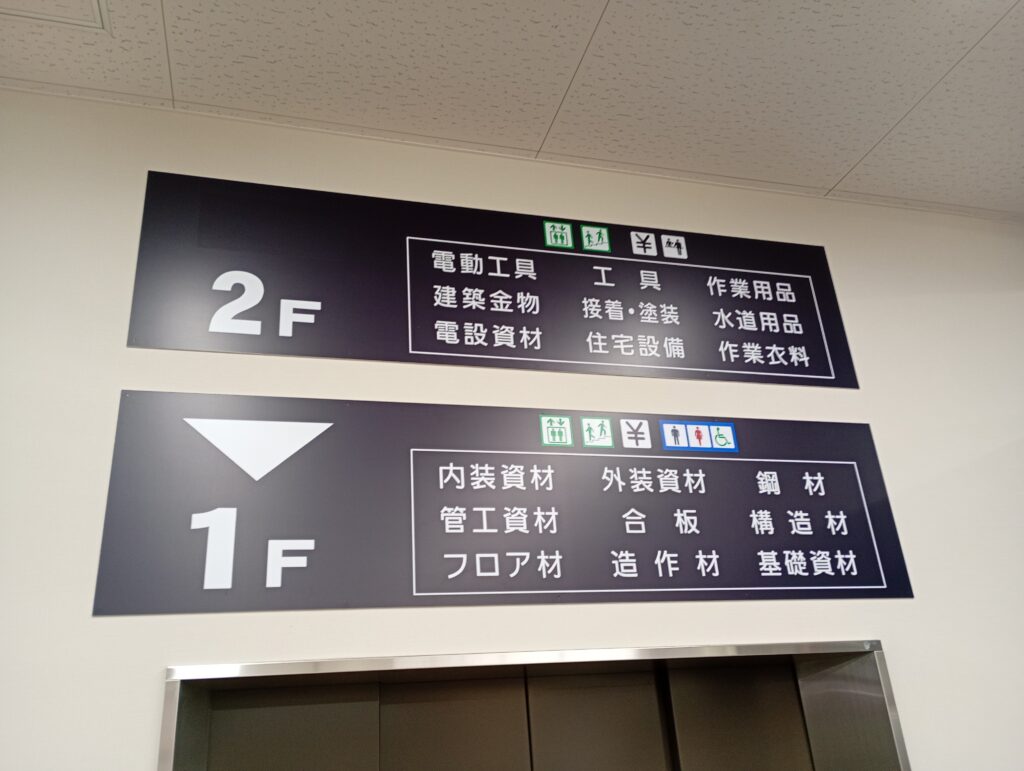 2F
電動工具 工具 作業用品
建築金物 接着・塗装 水道用品
電設資材 住宅設備 作業衣料
1F
内装資材 外装資材 鋼材
管工資材 合板 構造材
フロア材 造作材 基礎資材